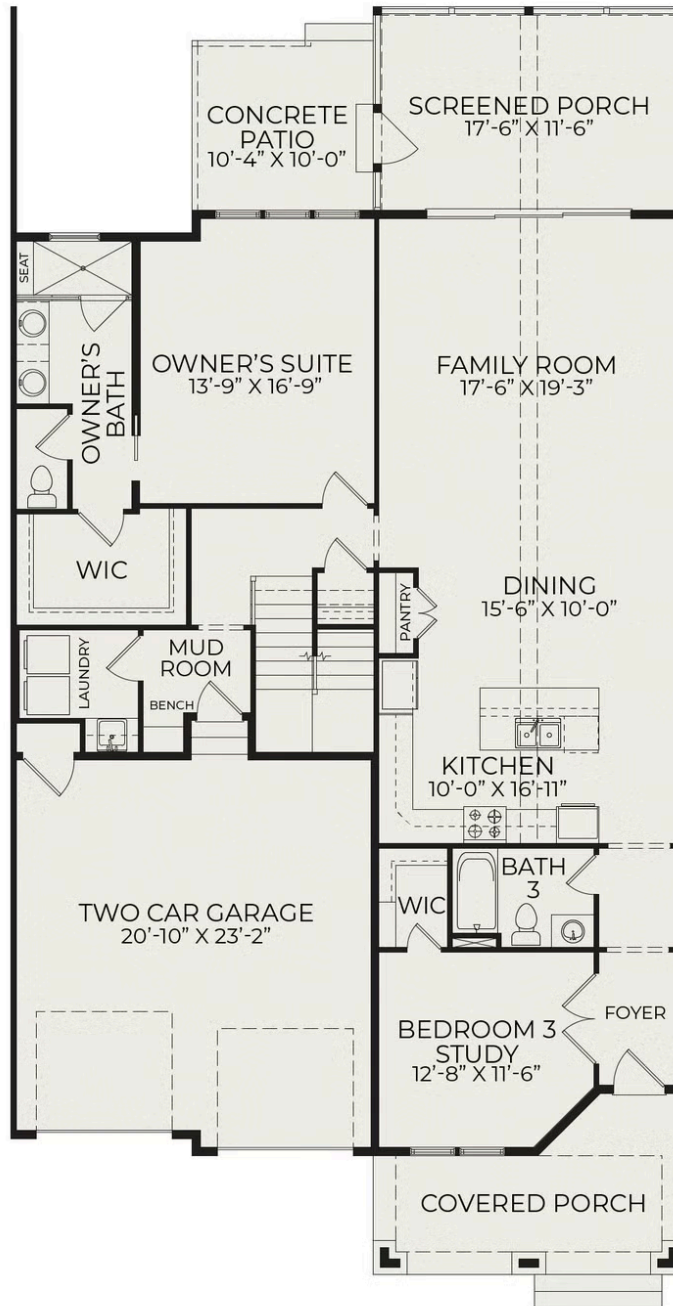 CONCRETE
PATIO
10'-4" X 10'-0"
SCREENED PORCH
17'-6" X 11'-6"
SEAT
OWNER'S
BATH
OWNER'S SUITE
13'-9" X 16'-9"
FAMILY ROOM
17'-6" X 19'-3"
WIC
PANTRY
DINING
15'-6" X 10'-0"
LAUNDRY
MUD
ROOM
BENCH
KITCHEN
10'-0" X 16'-11"
WIC
BATH
3
TWO CAR GARAGE
20'-10" X 23'-2"
BEDROOM 3
STUDY
12'-8" X 11'-6"
FOYER
COVERED PORCH